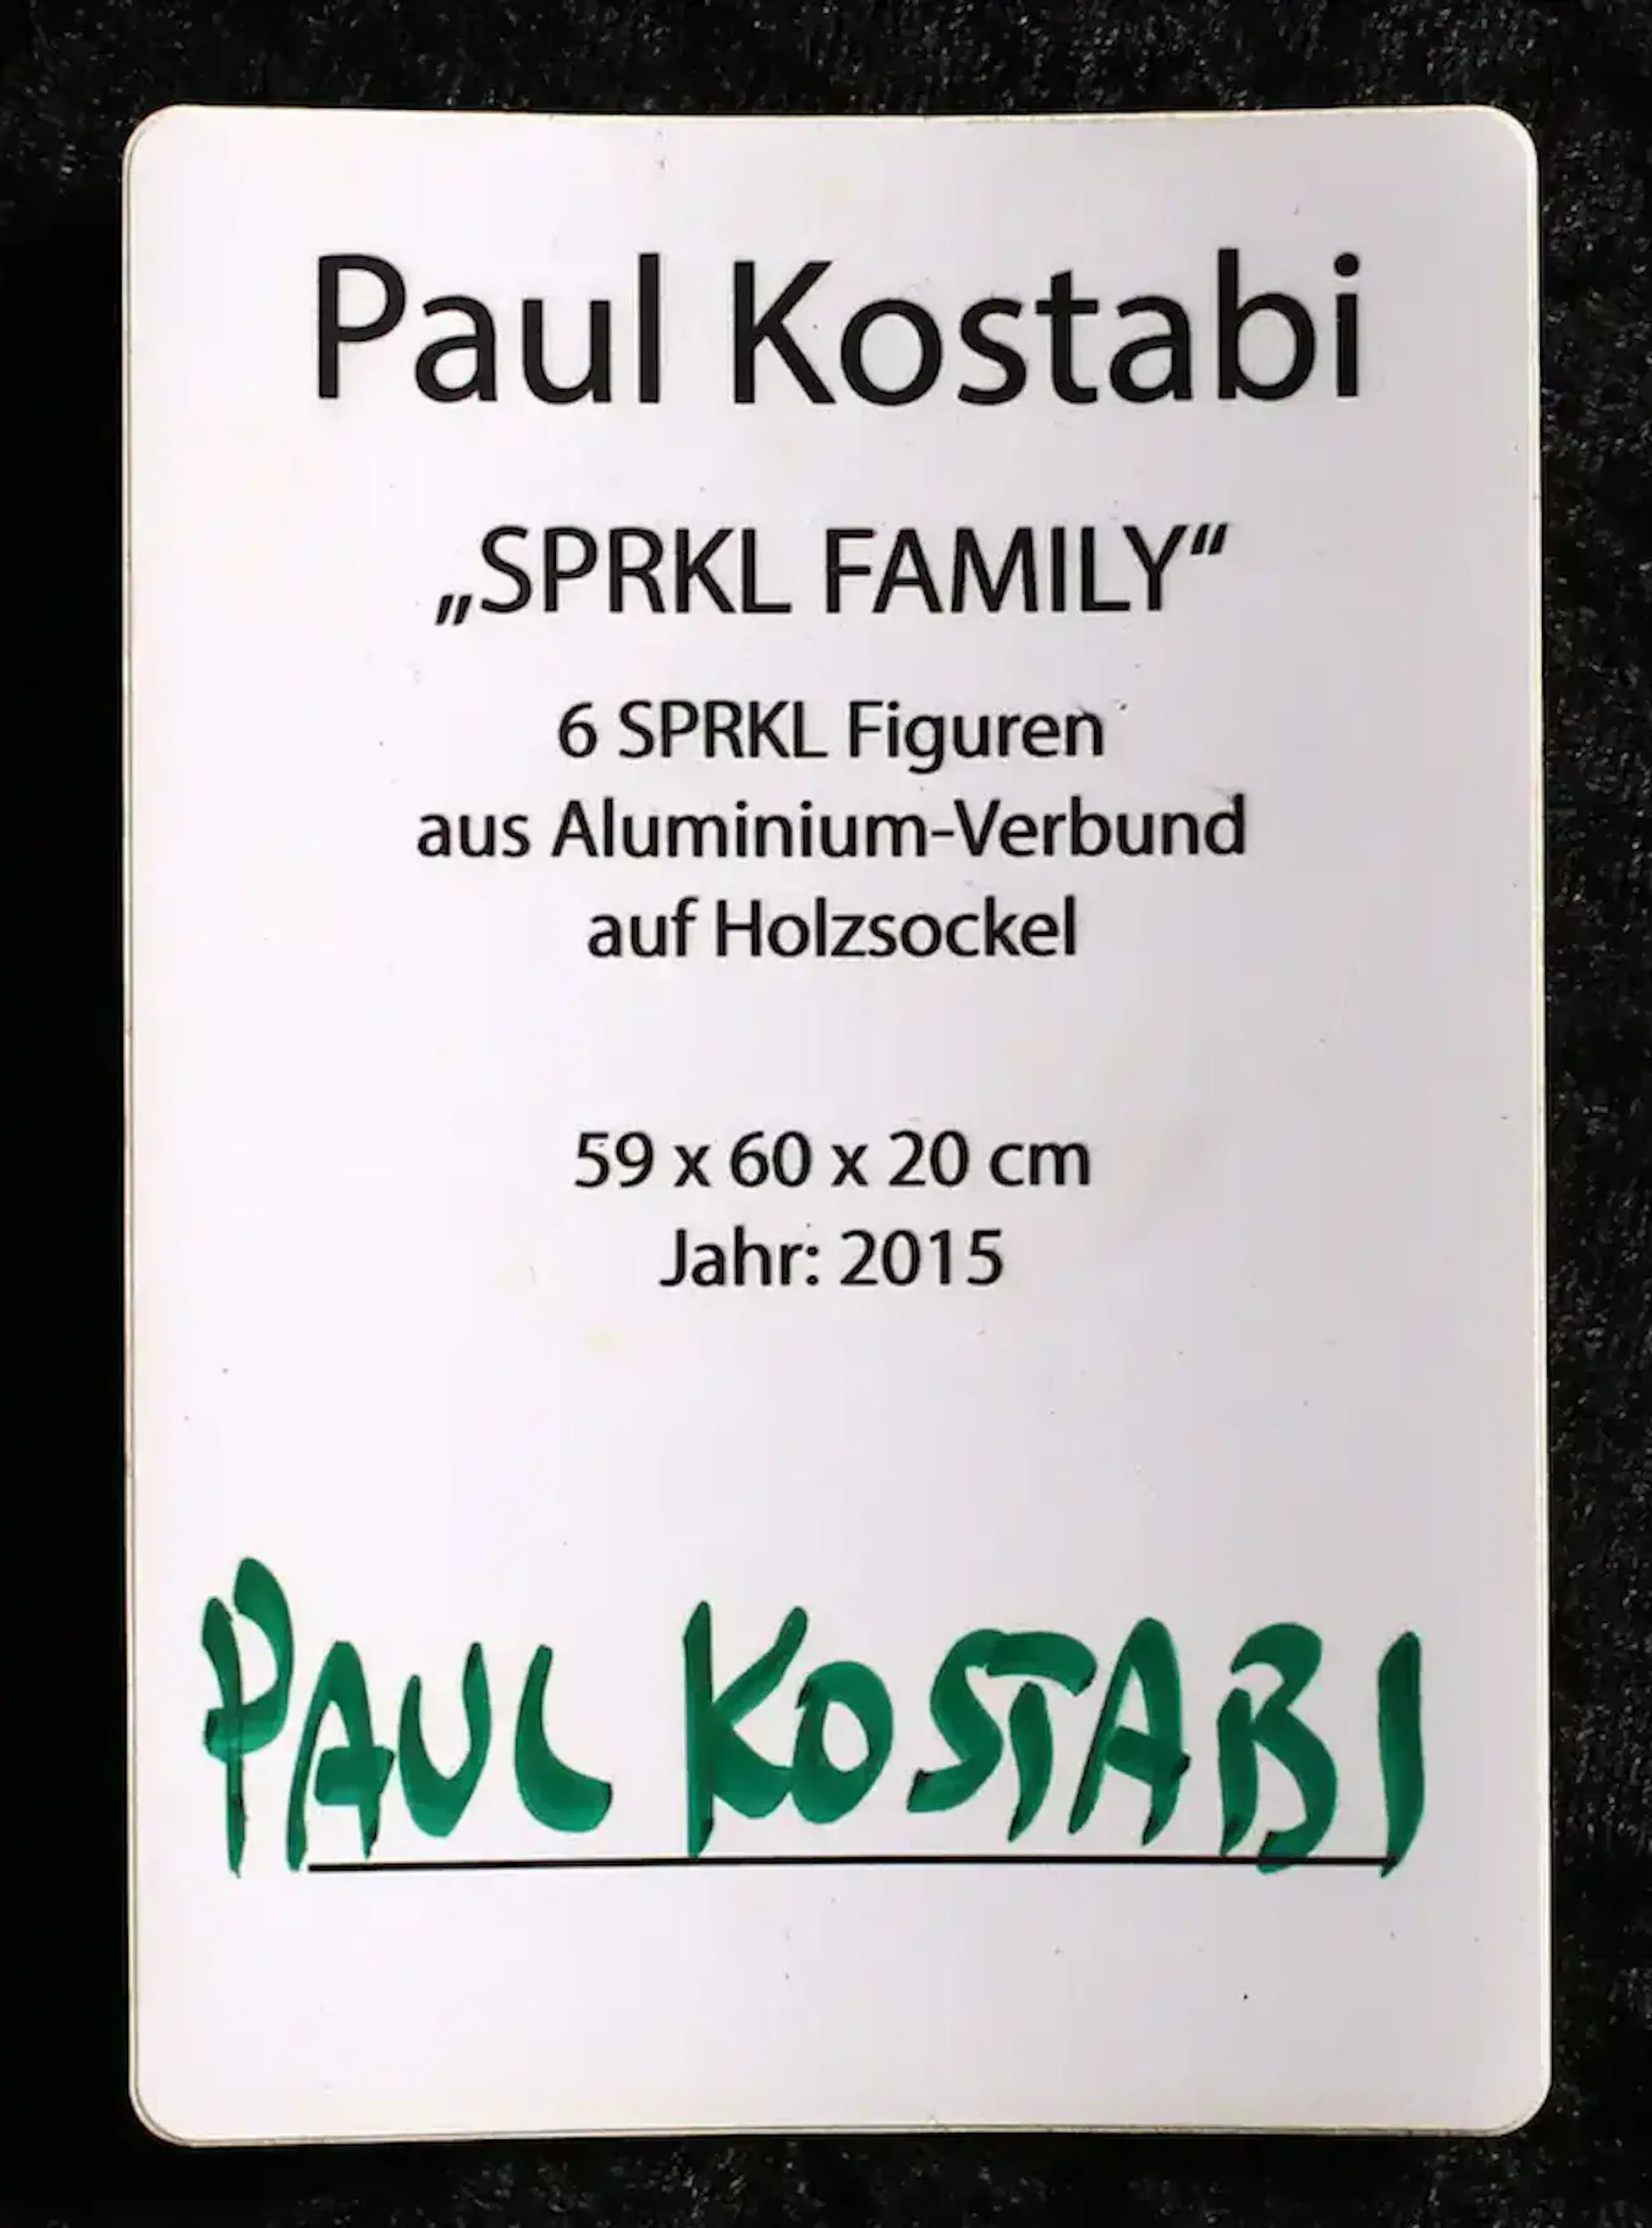 Paul Kostabi
„SPRKL FAMILY“
6 SPRKL Figuren
aus Aluminium-Verbund
auf Holzsockel
59 x 60 x 20 cm
Jahr: 2015
PAUL KOSTABI